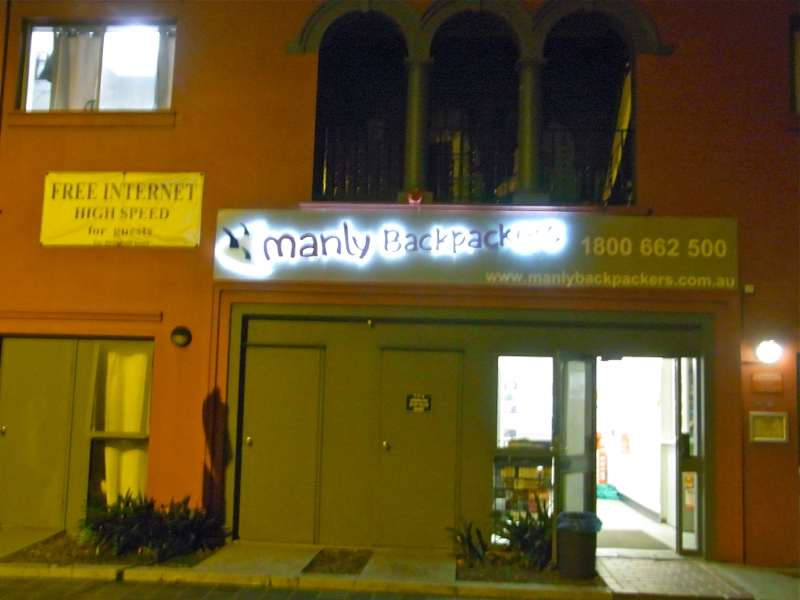 FREE INTERNET
HIGH SPEED
for guests
manly Backpackers 1800 662 500
www.manlybackpackers.com.au